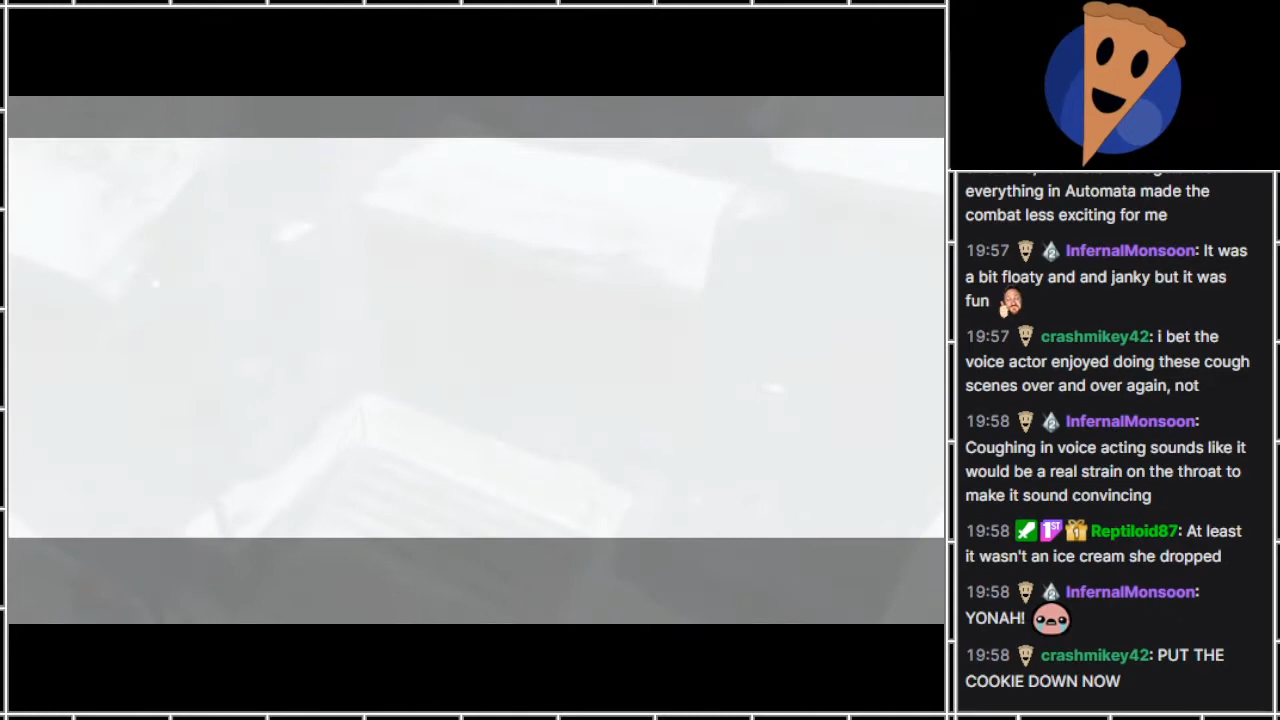 everything in Automata made the
combat less exciting for me
19:57 InfernalMonsoon: It was
a bit floaty and and janky but it was
fun
19:57 crashmikey42: i bet the
voice actor enjoyed doing these cough
scenes over and over again, not
19:58 InfernalMonsoon:
Coughing in voice acting sounds like it
would be a real strain on the throat to
make it sound convincing
19:58 1ST Reptiloid87: At least
it wasn't an ice cream she dropped
19:58 InfernalMonsoon:
YONAH!
19:58 crashmikey42: PUT THE
COOKIE DOWN NOW